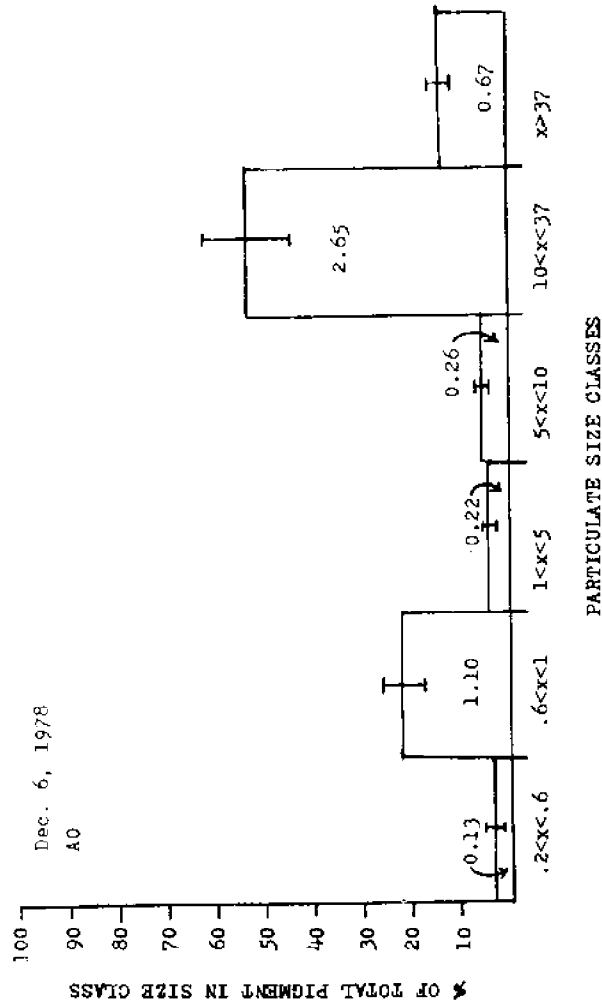 Dec. 6, 1978
AO
% OF TOTAL PIGMENT IN SIZE CLASS
100
90
80
70
60
50
40
30
20
10
0.13
1.10
0.22
0.26
2.65
0.67
.2<x<.6
.6<x<1
1<x<5
5<x<10
10<x<37
x>37
PARTICULATE SIZE CLASSES